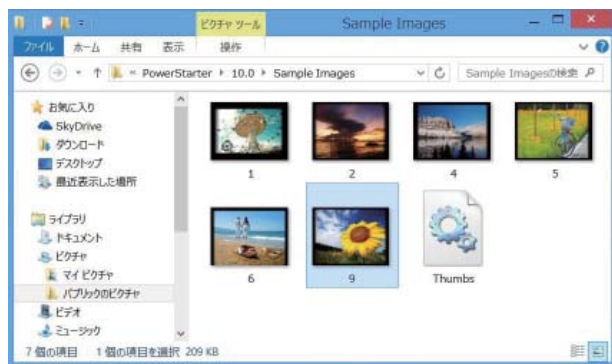 ピクチャ ツール
Sample Images
ファイル ホーム 共有 表示 操作
« PowerStarter 10.0 Sample Images
Sample Imagesの検索
お気に入り
SkyDrive
ダウンロード
デスクトップ
最近表示した場所
ライブラリ
ドキュメント
ピクチャ
マイ ピクチャ
パブリックのピクチャ
ビデオ
ミュージック
1 2 4 5
6 9 Thumbs
7 個の項目 1 個の項目を選択 209 KB